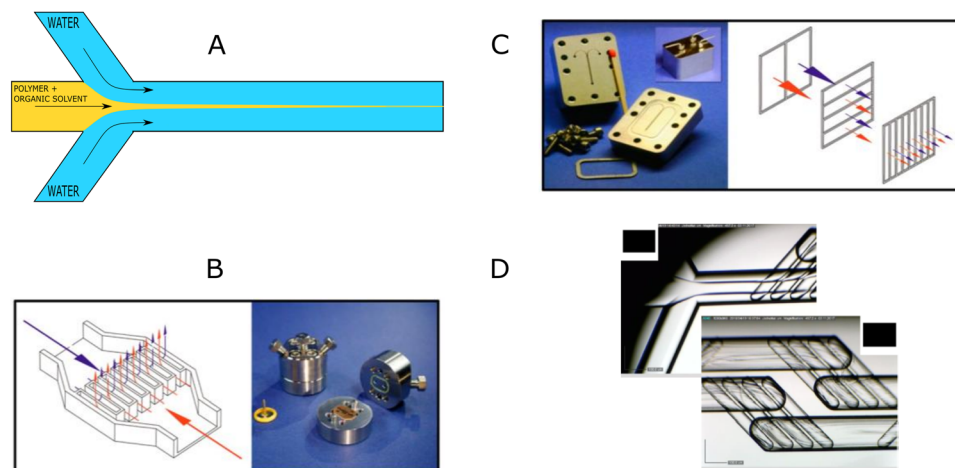 WATER
A
C
POLYMER +
ORGANIC SOLVENT
WATER
B
D